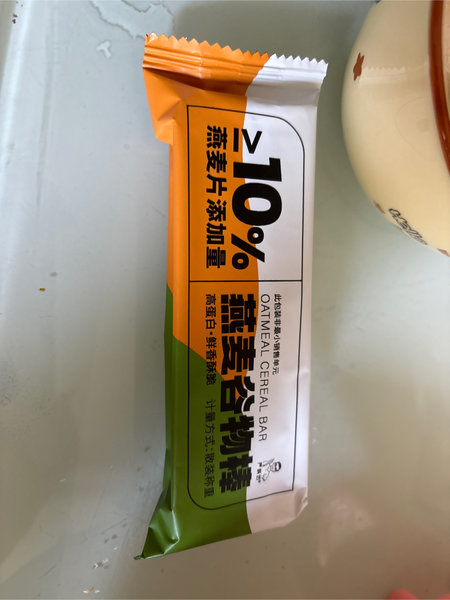 ≥10%
燕麦片添加量
此包装非最小销售单元
OATMEAL CEREAL BAR
燕麦谷物棒
高蛋白·鲜香酥脆 计量方式:散装称重